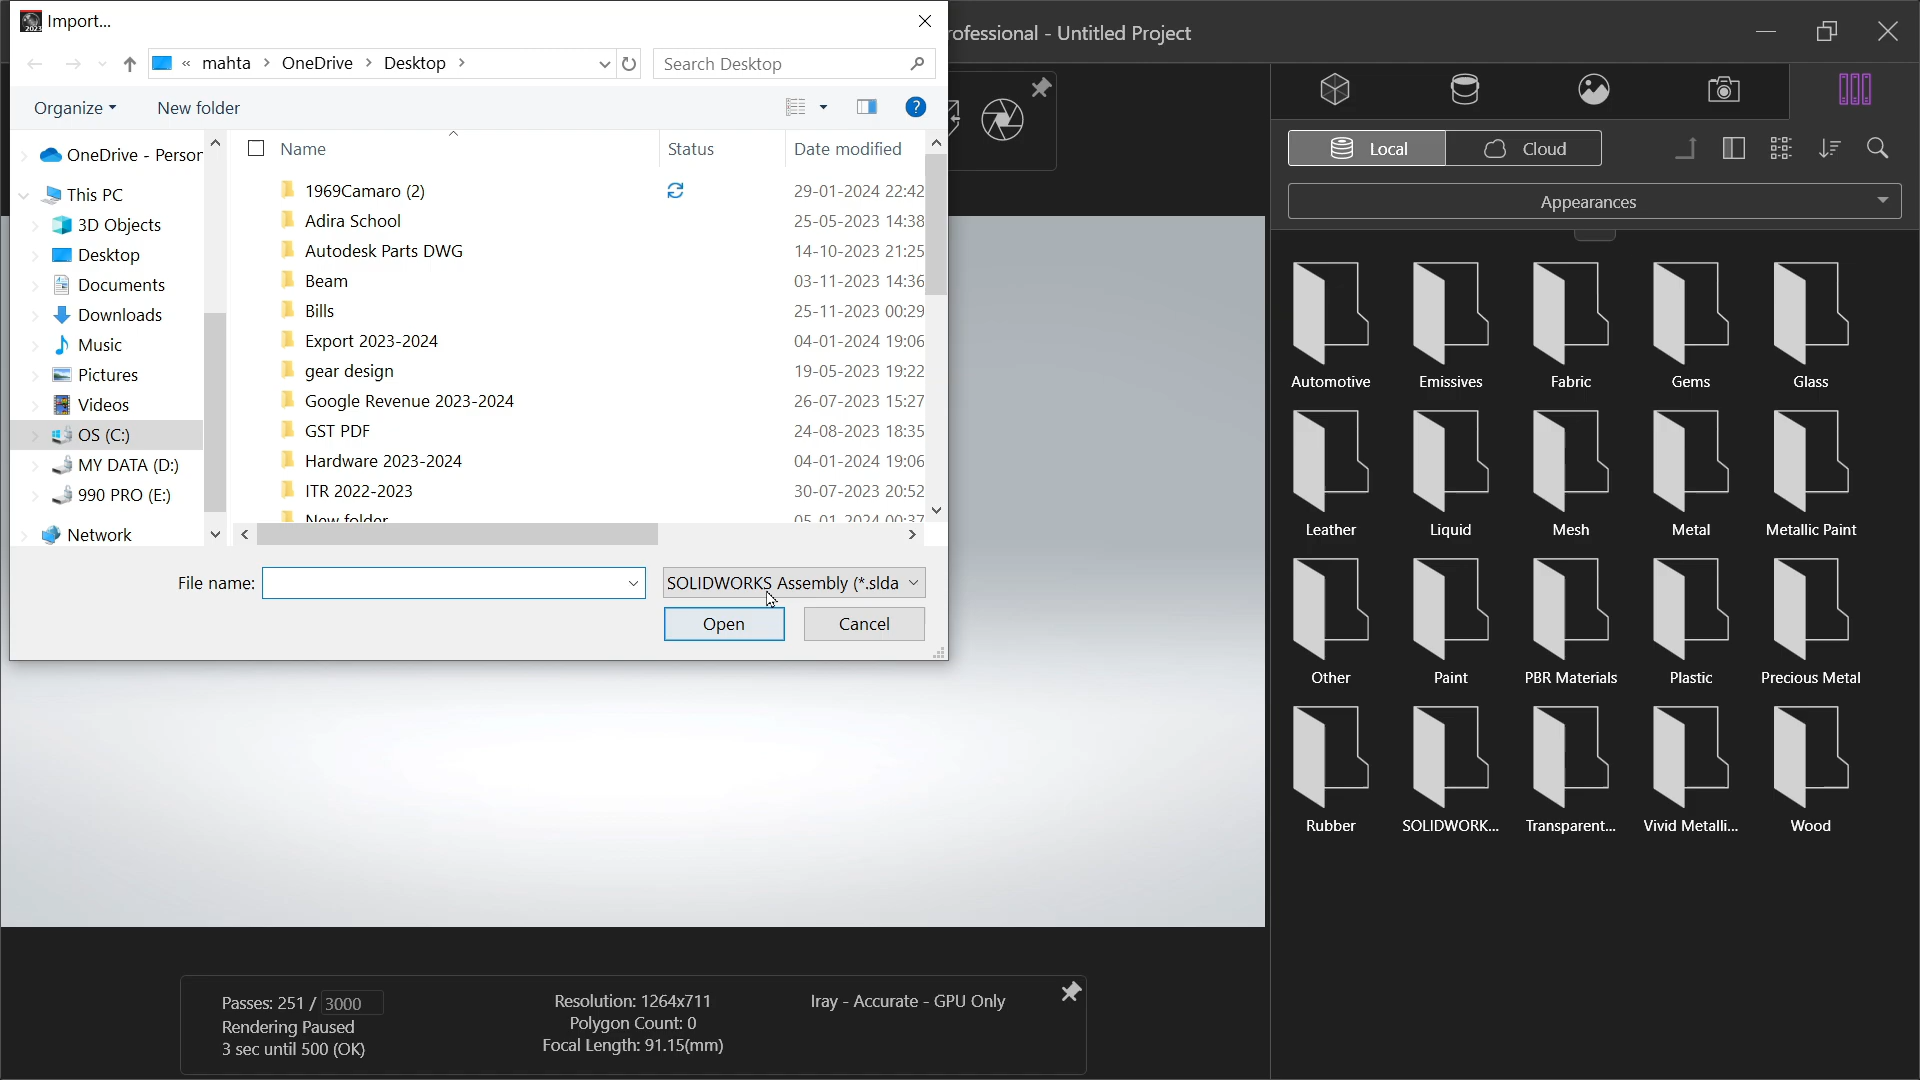 Import...
ofessional - Untitled Project
2023
« mahta > OneDrive > Desktop >
Search Desktop
Organize
New folder
OneDrive - Person
This PC
3D Objects
Desktop
Documents
Downloads
Music
Pictures
Videos
OS (C:)
MY DATA (D:)
990 PRO (E:)
Network
Name Status Date modified
1969Camaro (2) 29-01-2024 22:42
Adira School 25-05-2023 14:38
Autodesk Parts DWG 14-10-2023 21:25
Beam 03-11-2023 14:36
Bills 25-11-2023 00:29
Export 2023-2024 04-01-2024 19:06
gear design 19-05-2023 19:22
Google Revenue 2023-2024 26-07-2023 15:27
GST PDF 24-08-2023 18:35
Hardware 2023-2024 04-01-2024 19:06
ITR 2022-2023 30-07-2023 20:52
New folder 05-01-2024 00:37
File name:
SOLIDWORKS Assembly (*.slda
Open
Cancel
Local
Cloud
Appearances
Automotive Emissives Fabric Gems Glass
Leather Liquid Mesh Metal Metallic Paint
Other Paint PBR Materials Plastic Precious Metal
Rubber SOLIDWORK... Transparent... Vivid Metalli... Wood
Passes: 251 / 3000
Rendering Paused
3 sec until 500 (OK)
Resolution: 1264x711
Polygon Count: 0
Focal Length: 91.15(mm)
Iray - Accurate - GPU Only